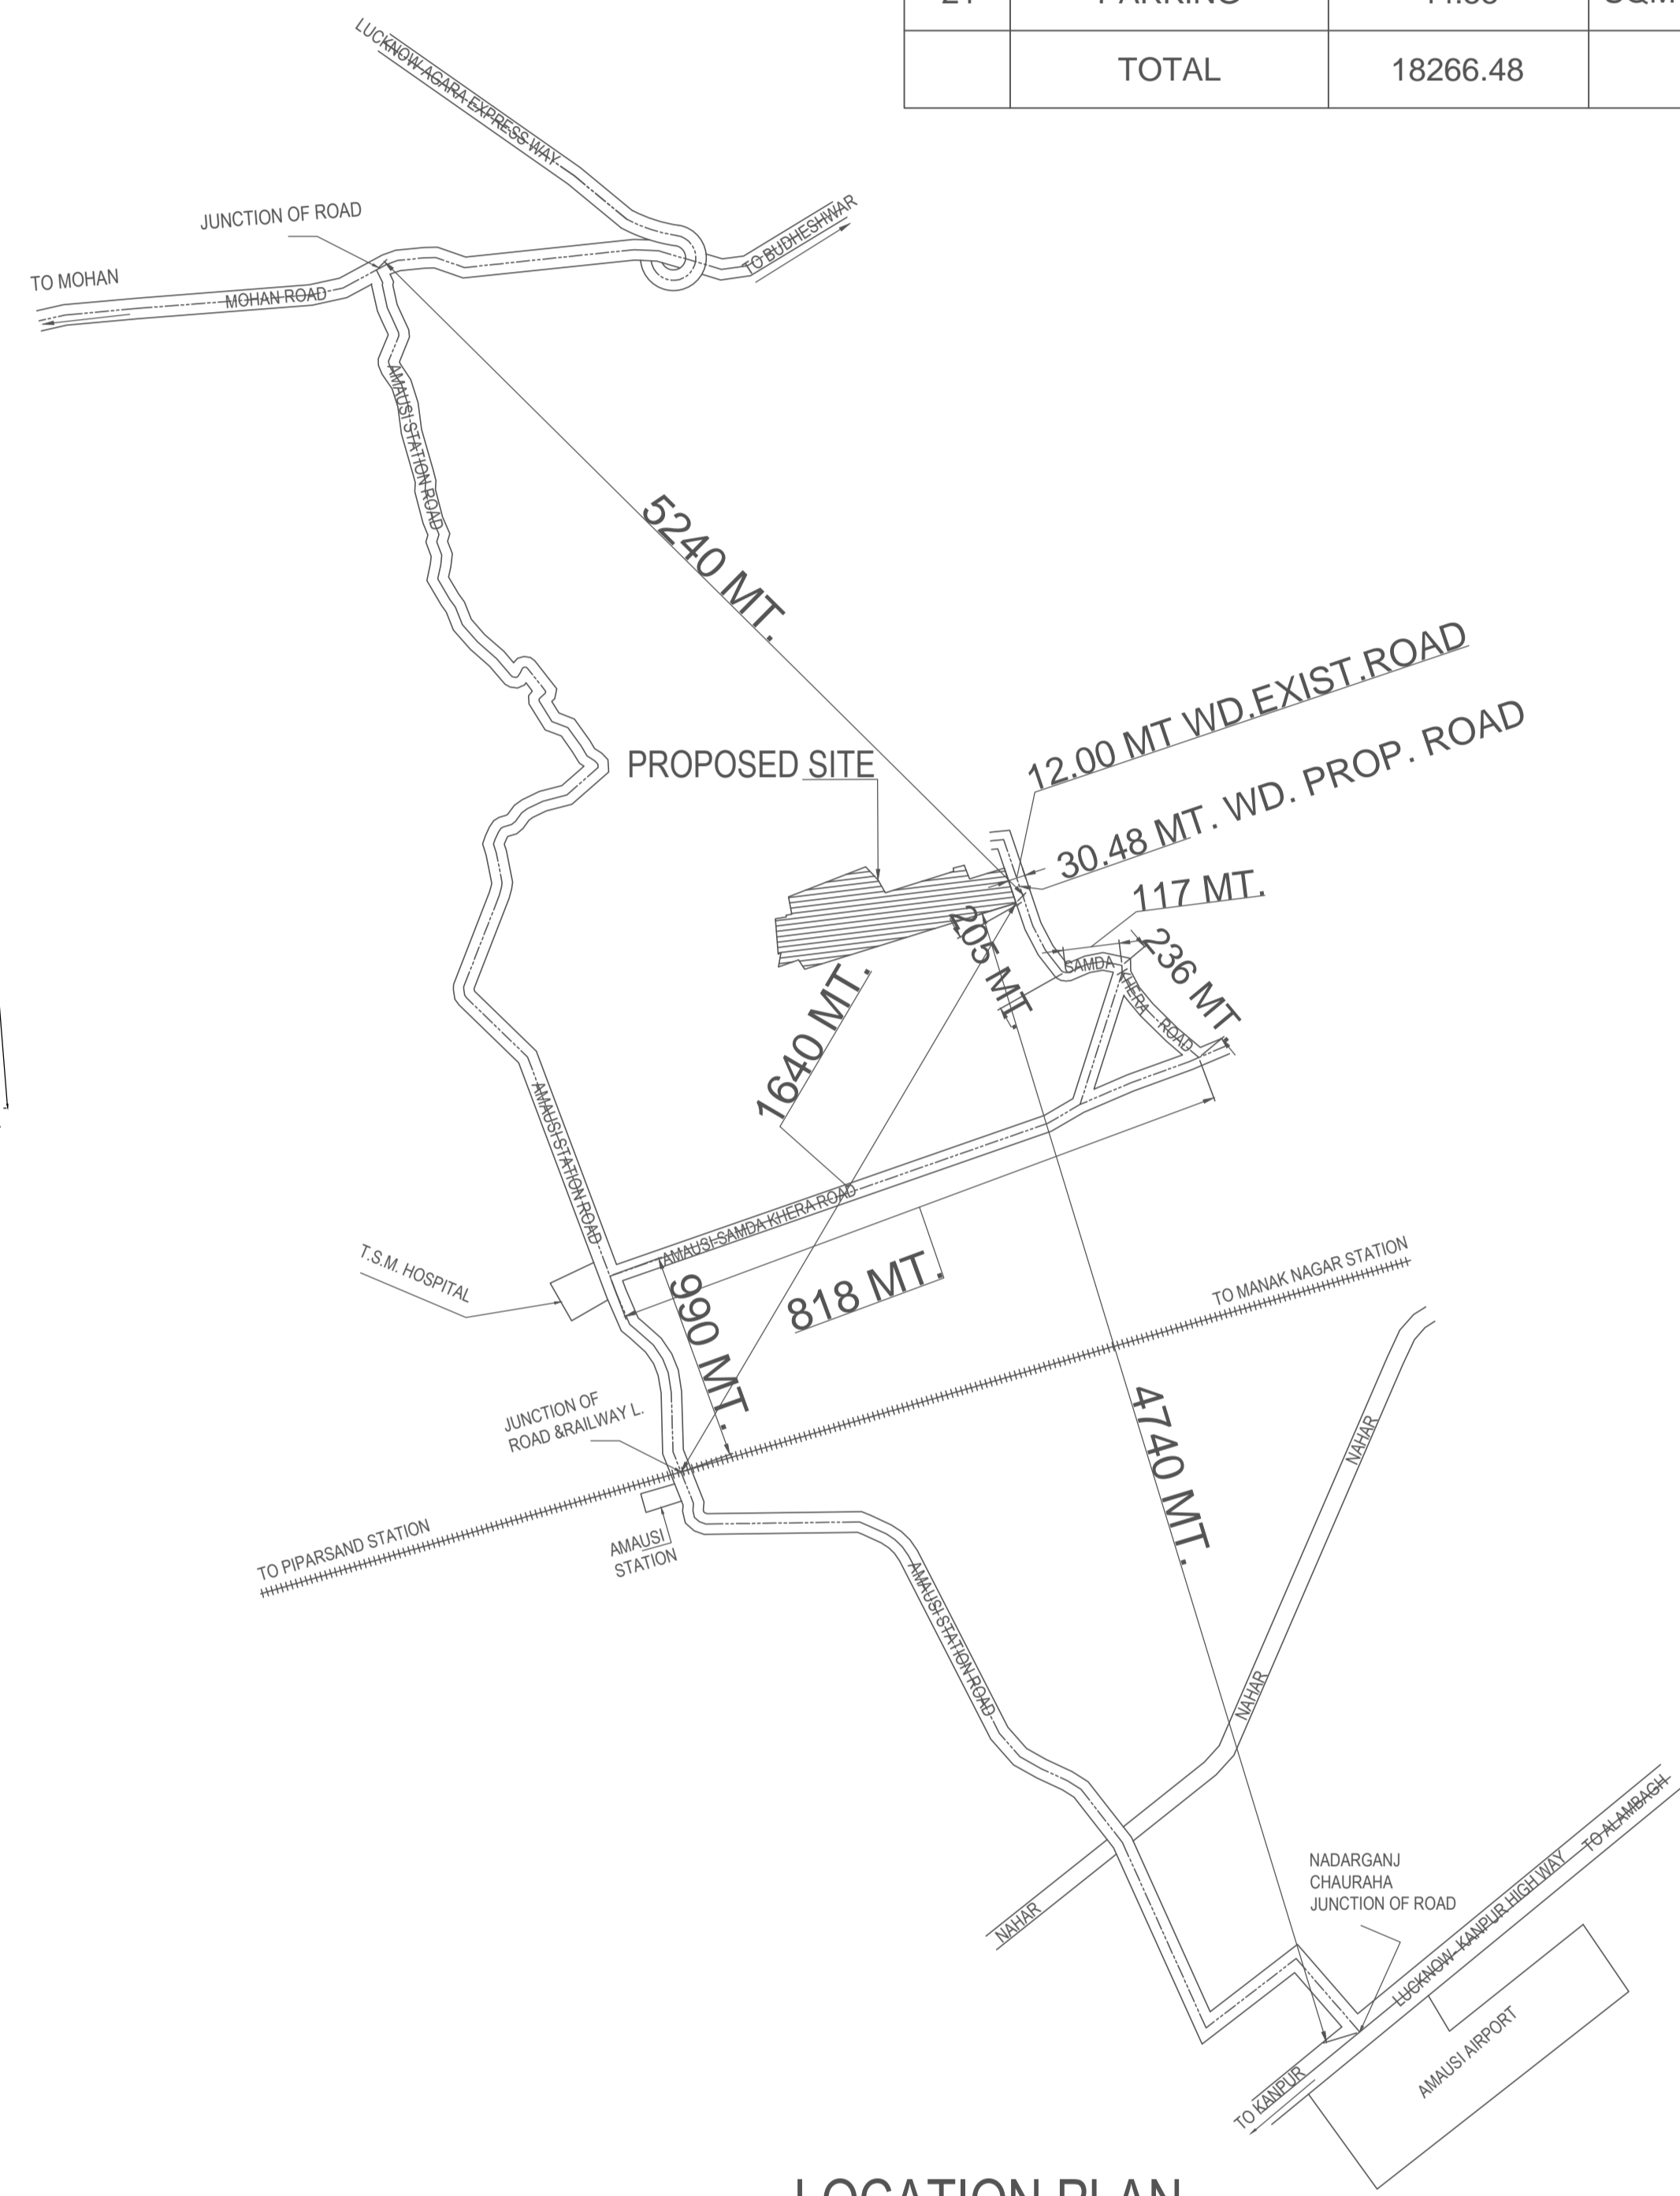 TOTAL 18266.48
LUCKNOW AGARA EXPRESS WAY
JUNCTION OF ROAD
TO BUDHESHWAR
TO MOHAN
MOHAN ROAD
AMAUSI-STATION ROAD
5240 MT.
12.00 MT WD.EXIST.ROAD
30.48 MT. WD. PROP. ROAD
PROPOSED SITE
117 MT.
205 MT.
236 MT.
SAMDA KHERA ROAD
1640 MT.
AMAUSI-STATION ROAD
AMAUSI-SAMDA KHERA ROAD
T.S.M. HOSPITAL
990 MT.
818 MT.
TO MANAK NAGAR STATION
JUNCTION OF
ROAD &RAILWAY L.
4740 MT.
NAHAR
TO PIPARSAND STATION
AMAUSI
STATION
AMAUSI-STATION ROAD
NAHAR
NAHAR
NADARGANJ
CHAURAHA
JUNCTION OF ROAD
TO ALAMBAGH
LUCKNOW- KANPUR HIGH WAY
AMAUSI AIRPORT
TO KANPUR
LOCATION PLAN